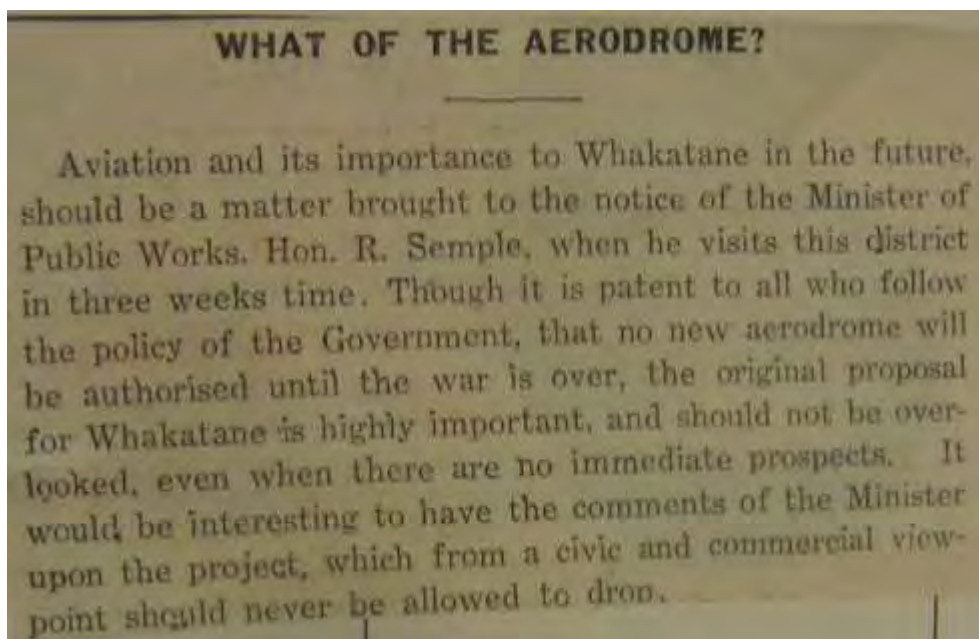 WHAT OF THE AERODROME?
Aviation and its importance to Whakatane in the future,
should be a matter brought to the notice of the Minister of
Public Works. Hon. R. Semple, when he visits this district
in three weeks time. Though it is patent to all who follow
the policy of the Government, that no new aerodrome will
be authorised until the war is over, the original proposal
for Whakatane is highly important, and should not be over-
looked, even when there are no immediate prospects. It
would be interesting to have the comments of the Minister
upon the project, which from a civic and commercial view-
point should never be allowed to drop.